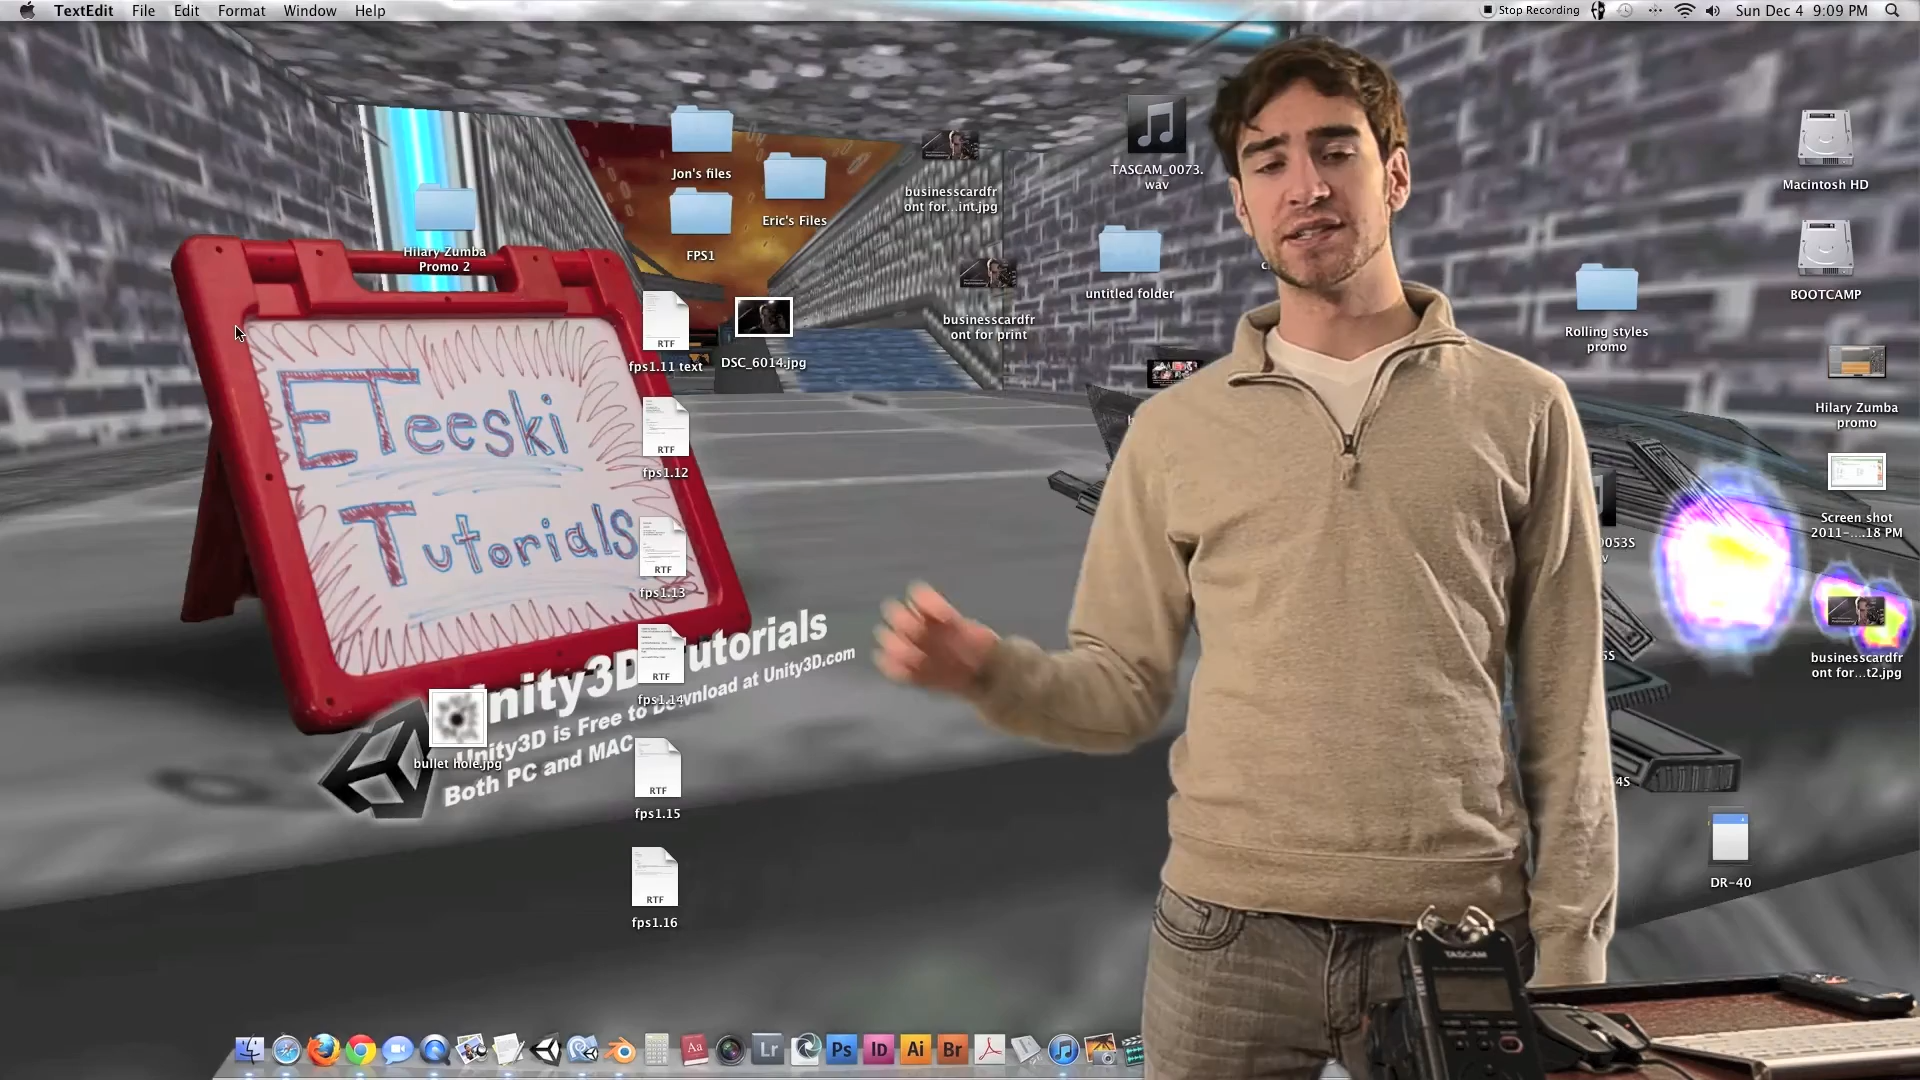 TextEdit File Edit Format Window Help
Stop Recording
Sun Dec 4 9:09 PM
Jon's files
Eric's Files
FPS1
Hilary Zumba
Promo 2
businesscardfr
ont for...int.jpg
TASCAM_0073.
wav
untitled folder
businesscardfr
ont for print
Macintosh HD
BOOTCAMP
Rolling styles
promo
Hilary Zumba
promo
Screen shot
2011-....18 PM
businesscardfr
ont for...t2.jpg
DR-40
RTF
fps1.11 text
DSC_6014.jpg
RTF
fps1.12
RTF
fps1.13
RTF
fps1.14
RTF
fps1.15
RTF
fps1.16
bullet hole.jpg
ETeeski
Tutorials
Unity3D Tutorials
Unity3D is Free to Download at Unity3D.com
Both PC and MAC
0053S
v
4S
TASCAM
Aa
Lr
Ps
ID
Ai
Br